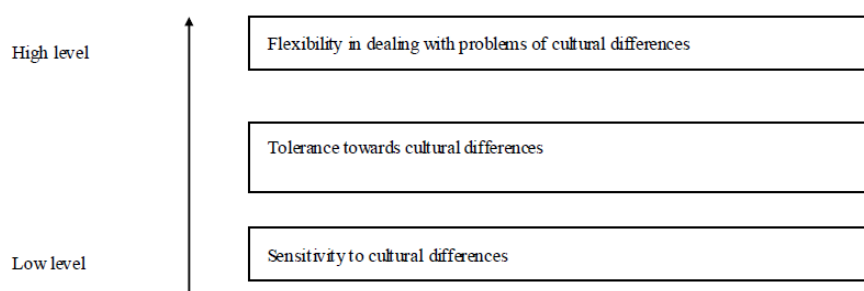 Flexibility in dealing with problems of cultural differences
High level
Tolerance towards cultural differences
Sensitivity to cultural differences
Low level